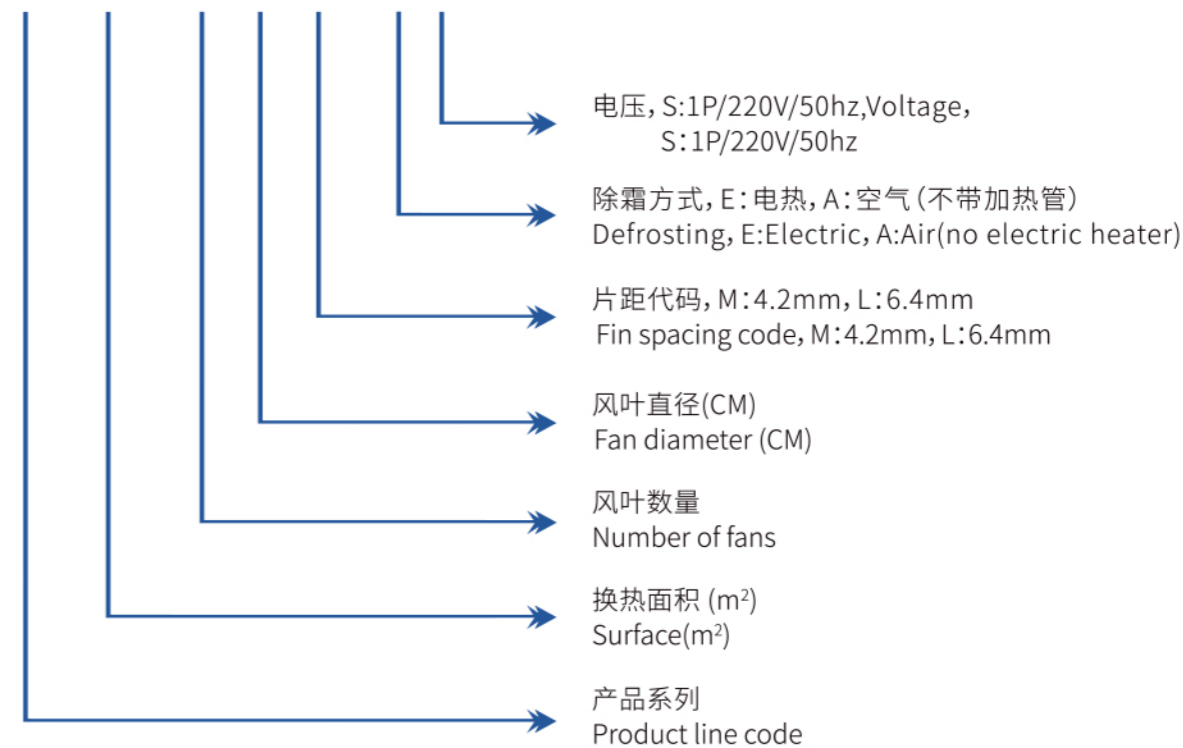 电压，S:1P/220V/50hz,Voltage，
S：1P/220V/50hz
除霜方式，E：电热，A：空气（不带加热管）
Defrosting，E:Electric，A:Air(no electric heater)
片距代码，M：4.2mm，L：6.4mm
Fin spacing code，M：4.2mm，L：6.4mm
风叶直径(CM)
Fan diameter (CM)
风叶数量
Number of fans
换热面积 (m²)
Surface(m²)
产品系列
Product line code